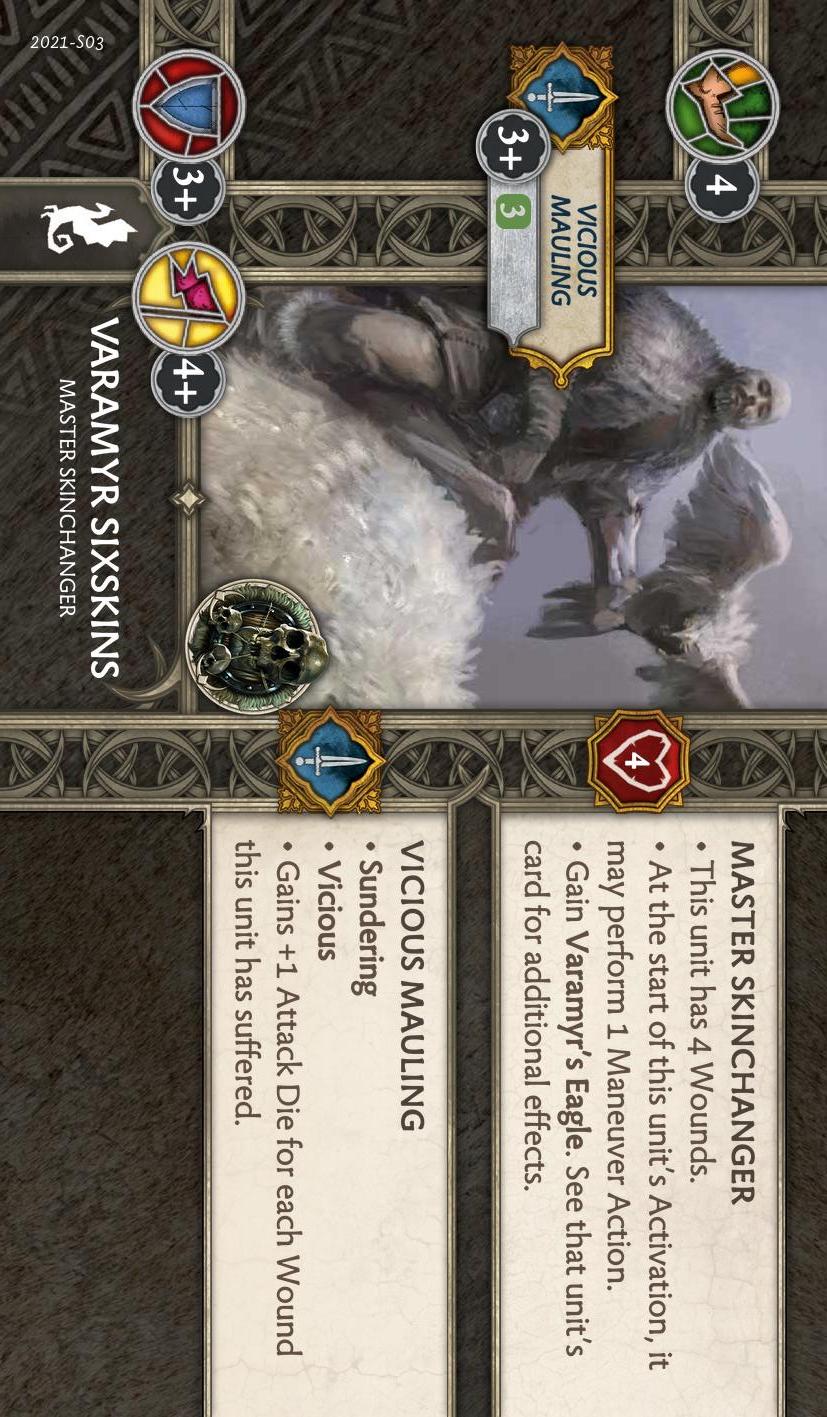 4
VICIOUS
MAULING
3+
3
3+
4+
VARAMYR SIXSKINS
MASTER SKINCHANGER
2021-S03
4
MASTER SKINCHANGER
• This unit has 4 Wounds.
• At the start of this unit's Activation, it
may perform 1 Maneuver Action.
• Gain Varamyr's Eagle. See that unit's
card for additional effects.
VICIOUS MAULING
• Sundering
• Vicious
• Gains +1 Attack Die for each Wound
this unit has suffered.